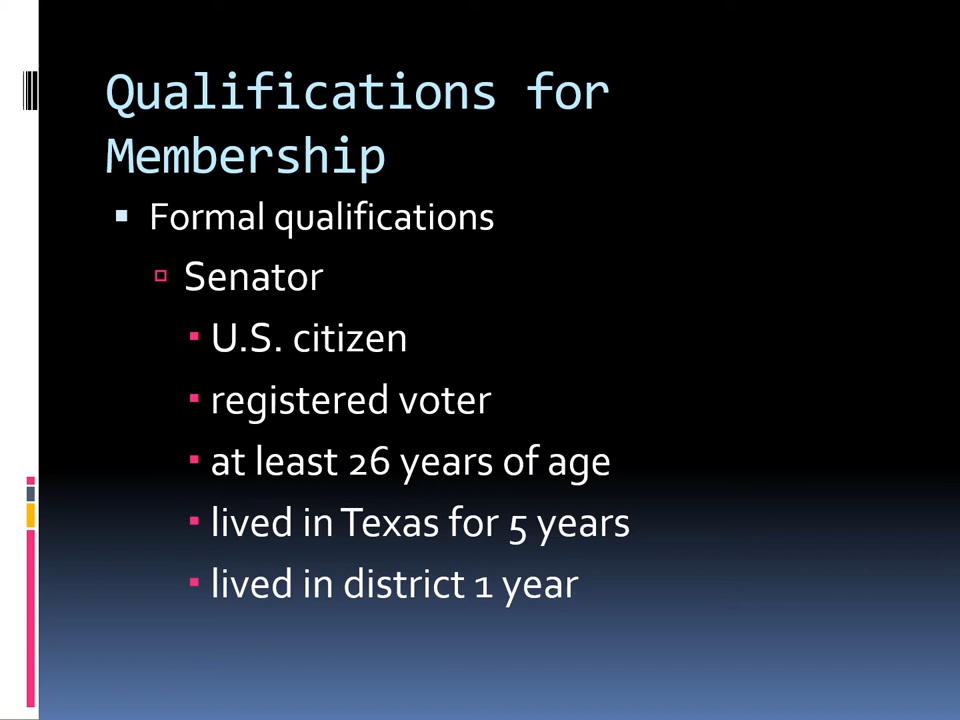 Qualifications for
Membership
Formal qualifications
Senator
U.S. citizen
registered voter
at least 26 years of age
lived in Texas for 5 years
lived in district 1 year